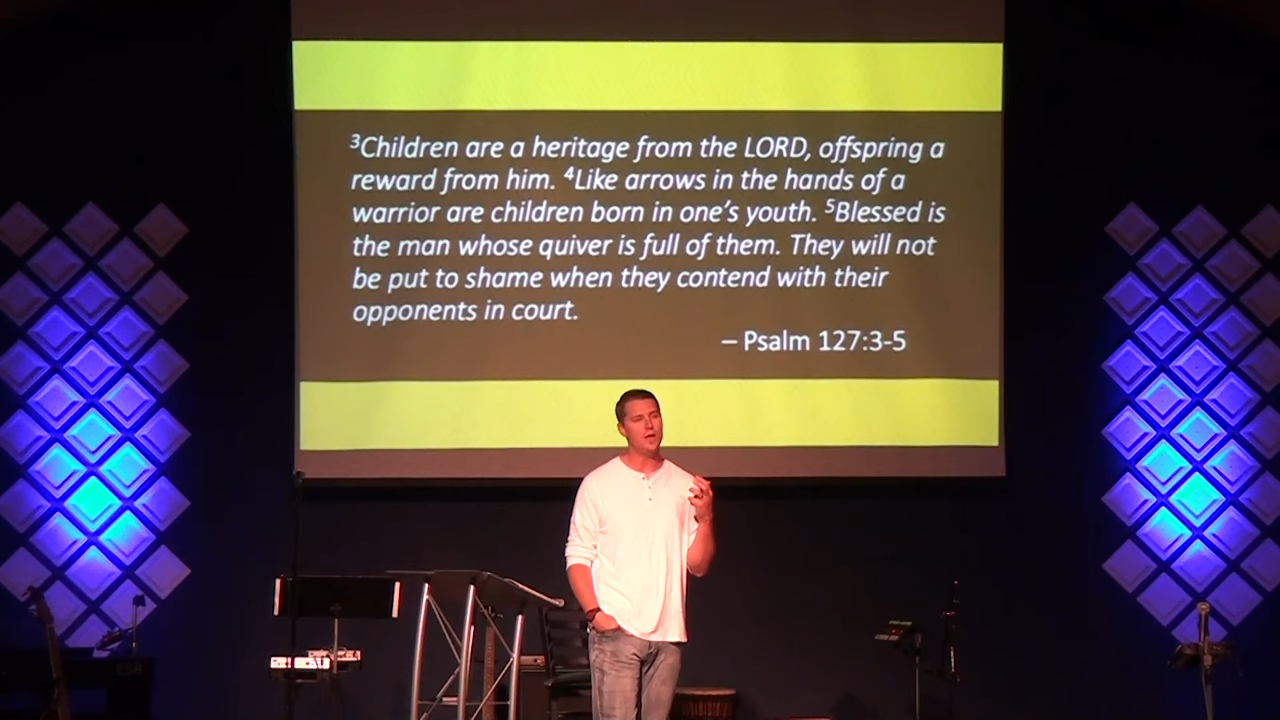 ³Children are a heritage from the LORD, offspring a
reward from him. ⁴Like arrows in the hands of a
warrior are children born in one’s youth. ⁵Blessed is
the man whose quiver is full of them. They will not
be put to shame when they contend with their
opponents in court.
– Psalm 127:3-5